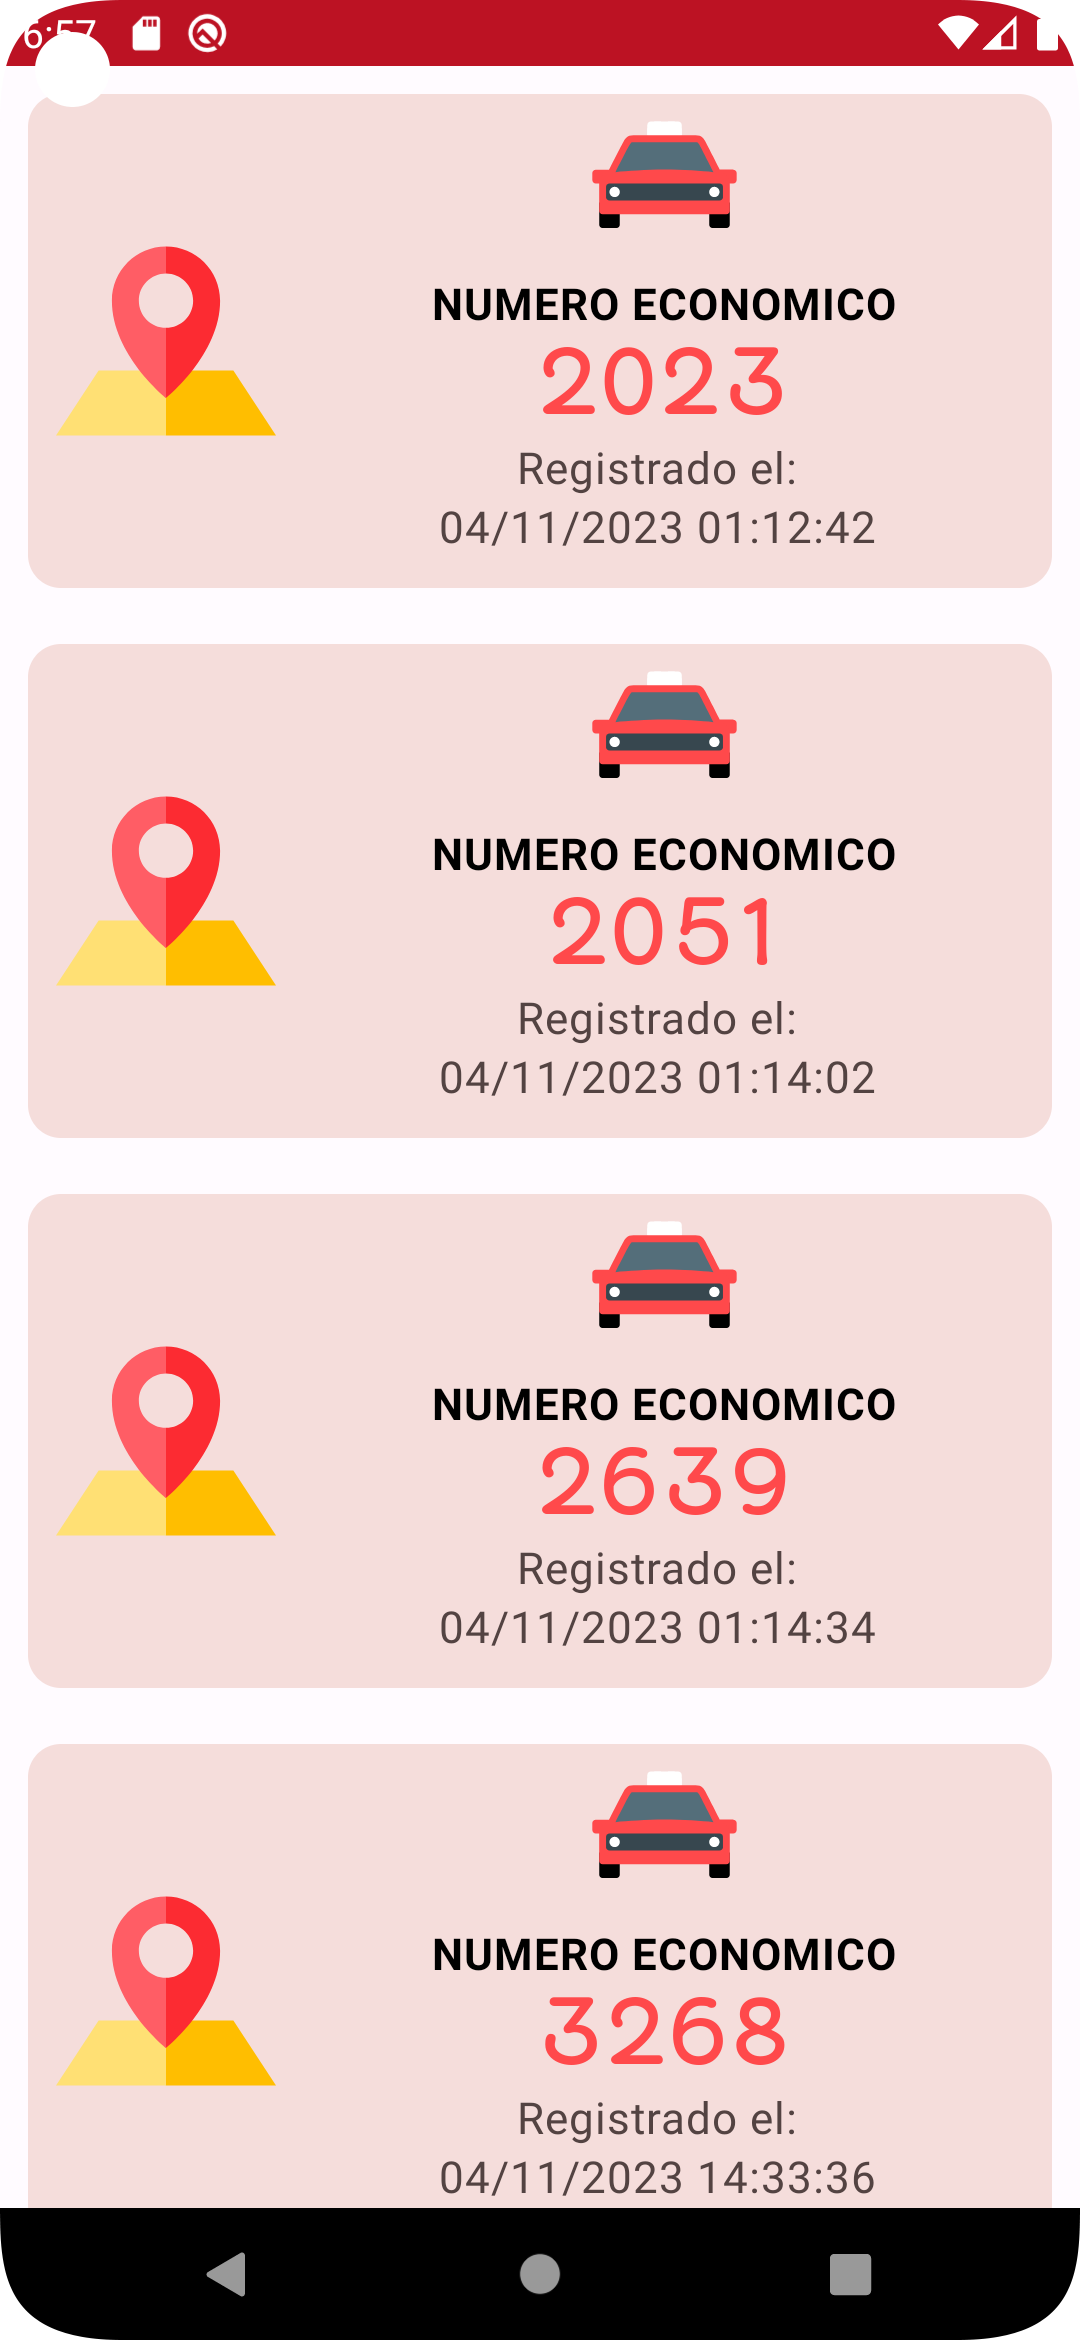 6:57
NUMERO ECONOMICO
2023
Registrado el:
04/11/2023 01:12:42
NUMERO ECONOMICO
2051
Registrado el:
04/11/2023 01:14:02
NUMERO ECONOMICO
2639
Registrado el:
04/11/2023 01:14:34
NUMERO ECONOMICO
3268
Registrado el:
04/11/2023 14:33:36